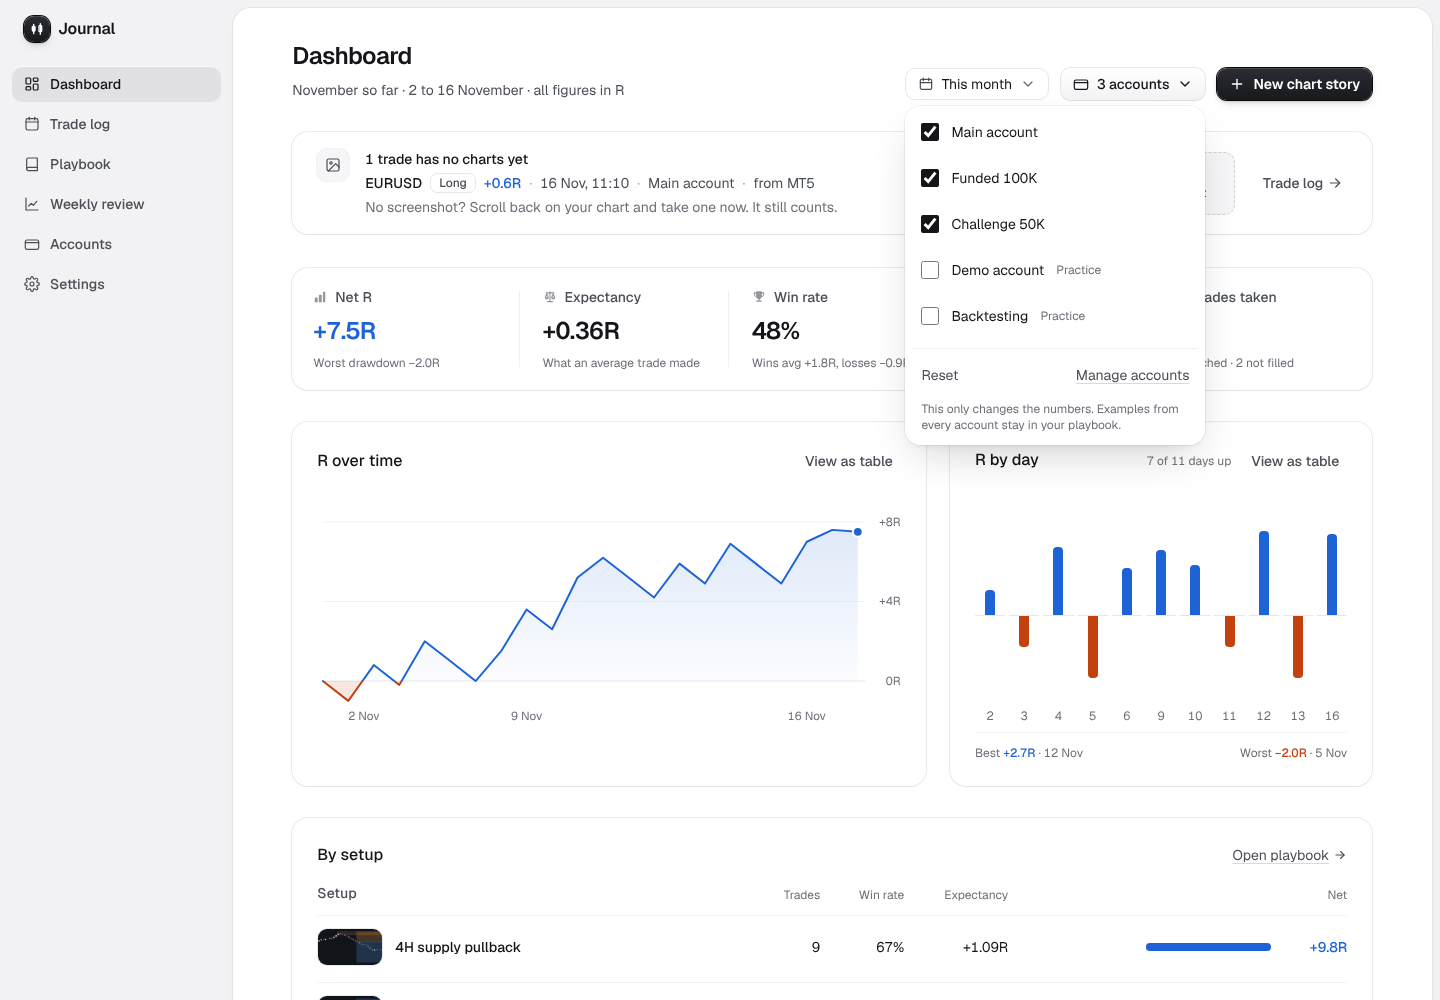 Journal
Dashboard
Trade log
Playbook
Weekly review
Accounts
Settings
Dashboard
November so far · 2 to 16 November · all figures in R
This month
3 accounts
New chart story
Main account
Funded 100K
Challenge 50K
Demo account Practice
Backtesting Practice
Reset Manage accounts
This only changes the numbers. Examples from
every account stay in your playbook.
1 trade has no charts yet
EURUSD Long +0.6R · 16 Nov, 11:10 · Main account · from MT5
No screenshot? Scroll back on your chart and take one now. It still counts.
Trade log →
Net R
+7.5R
Worst drawdown −2.0R
Expectancy
+0.36R
What an average trade made
Win rate
48%
Wins avg +1.8R, losses −0.9R
taken
· 2 not filled
R over time
View as table
+8R
+4R
0R
2 Nov 9 Nov 16 Nov
R by day
7 of 11 days up
View as table
2 3 4 5 6 9 10 11 12 13 16
Best +2.7R · 12 Nov
Worst −2.0R · 5 Nov
By setup
Open playbook →
Setup Trades Win rate Expectancy Net
4H supply pullback 9 67% +1.09R +9.8R